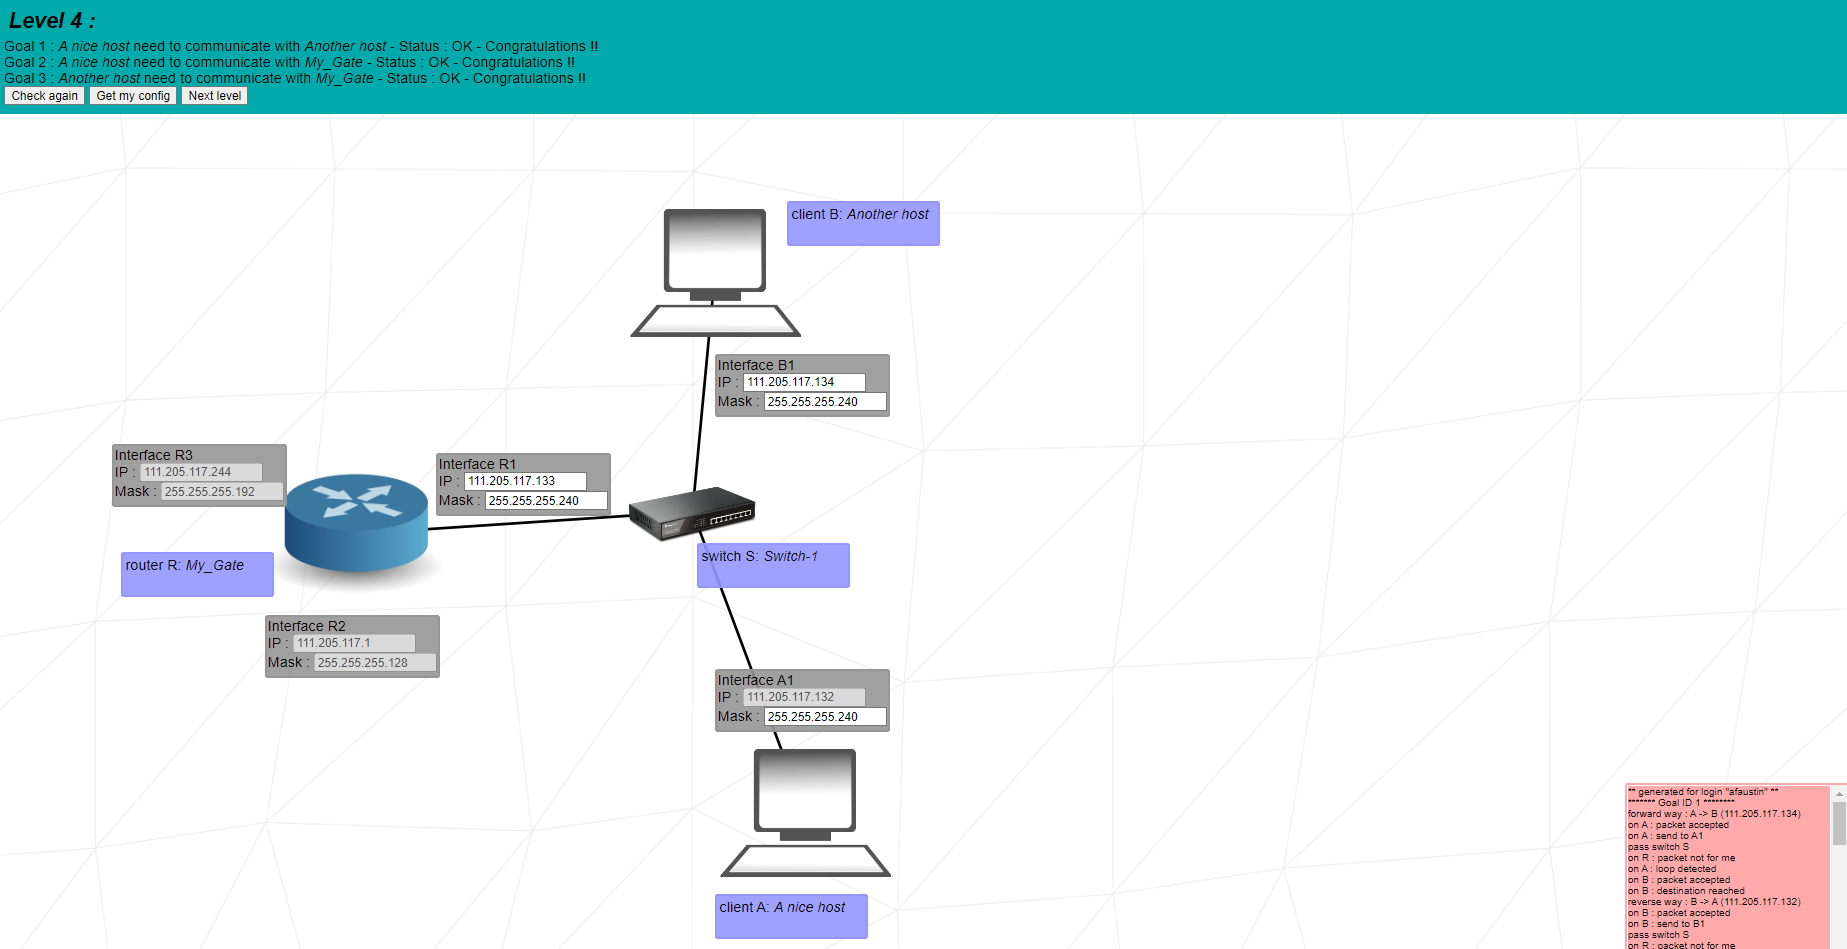 Level 4 :
Goal 1 : A nice host need to communicate with Another host - Status : OK - Congratulations !!
Goal 2 : A nice host need to communicate with My_Gate - Status : OK - Congratulations !!
Goal 3 : Another host need to communicate with My_Gate - Status : OK - Congratulations !!
Check again Get my config Next level
client B: Another host
Interface B1
IP : 111.205.117.134
Mask : 255.255.255.240
Interface R3
IP : 111.205.117.244
Mask : 255.255.255.192
Interface R1
IP : 111.205.117.133
Mask : 255.255.255.240
router R: My_Gate
switch S: Switch-1
Interface R2
IP : 111.205.117.1
Mask : 255.255.255.128
Interface A1
IP : 111.205.117.132
Mask : 255.255.255.240
client A: A nice host
** generated for login "afaustin" **
******* Goal ID 1 ********
forward way : A -> B (111.205.117.134)
on A : packet accepted
on A : send to A1
pass switch S
on R : packet not for me
on A : loop detected
on B : packet accepted
on B : destination reached
reverse way : B -> A (111.205.117.132)
on B : packet accepted
on B : send to B1
pass switch S
on R : packet not for me